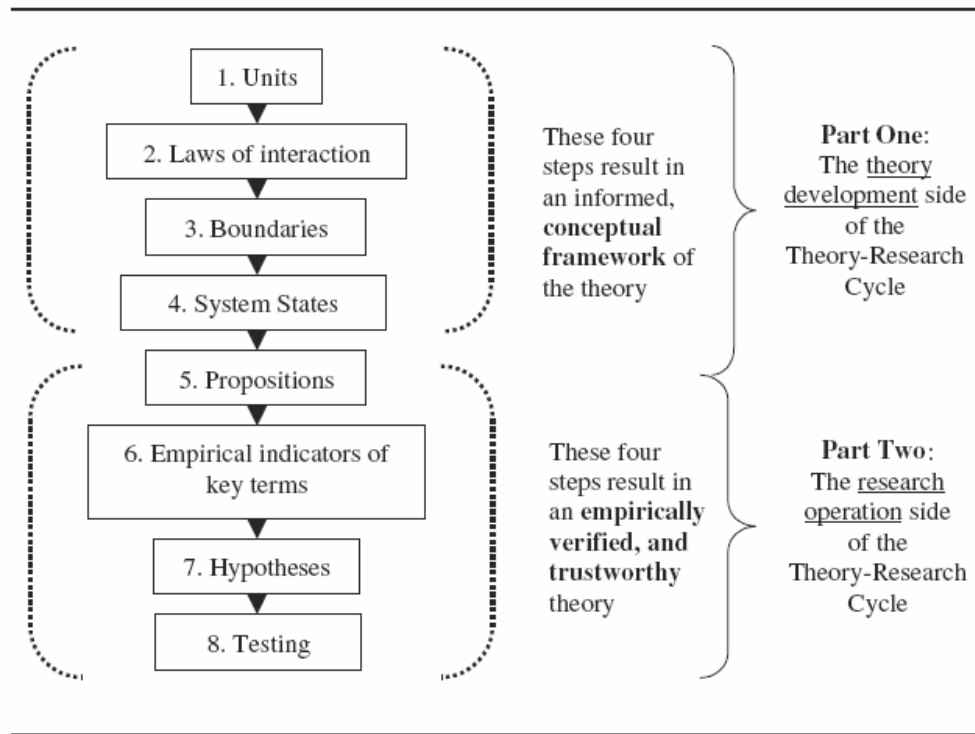 1. Units
2. Laws of interaction
3. Boundaries
4. System States
These four
steps result in
an informed,
conceptual
framework of
the theory
Part One:
The theory
development side
of the
Theory-Research
Cycle
5. Propositions
6. Empirical indicators of
key terms
7. Hypotheses
8. Testing
These four
steps result in
an empirically
verified, and
trustworthy
theory
Part Two:
The research
operation side
of the
Theory-Research
Cycle